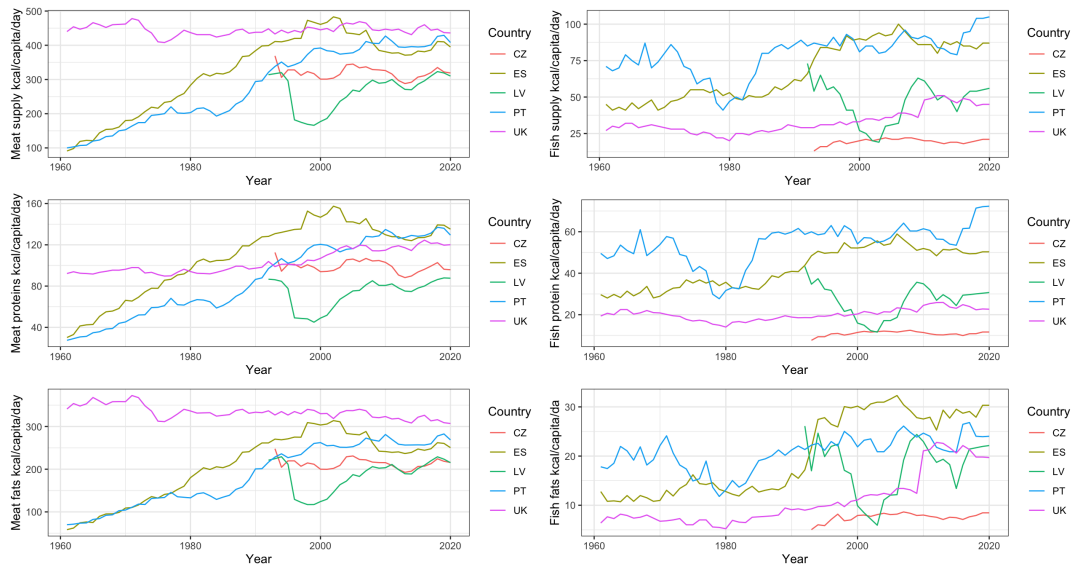 Meat supply kcal/capita/day
500
400
300
200
100
1960
1980
2000
2020
Year
Country
CZ
ES
LV
PT
UK
Fish supply kcal/capita/day
100
75
50
25
1960
1980
2000
2020
Year
Country
CZ
ES
LV
PT
UK
Meat proteins kcal/capita/day
160
120
80
40
1960
1980
2000
2020
Year
Country
CZ
ES
LV
PT
UK
Fish protein kcal/capita/day
60
40
20
1960
1980
2000
2020
Year
Country
CZ
ES
LV
PT
UK
Meat fats kcal/capita/day
300
200
100
1960
1980
2000
2020
Year
Country
CZ
ES
LV
PT
UK
Fish fats kcal/capita/da
30
20
10
1960
1980
2000
2020
Year
Country
CZ
ES
LV
PT
UK